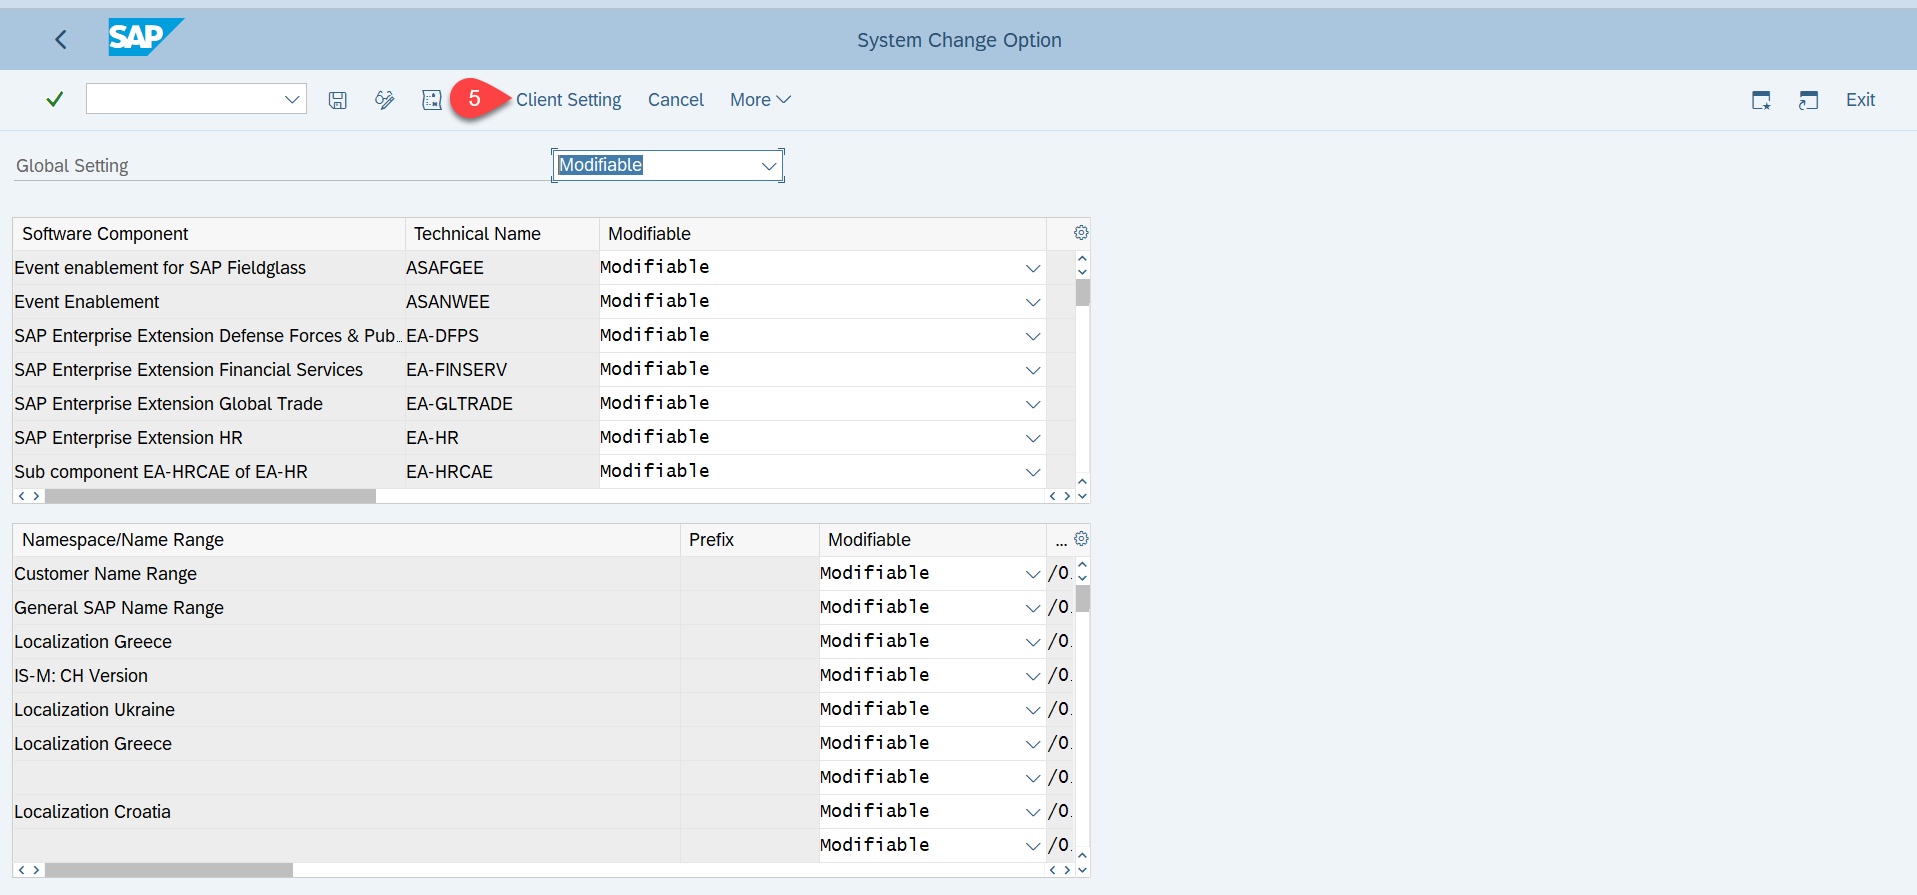 SAP
System Change Option
5
Client Setting Cancel More Exit
Global Setting Modifiable
Software Component Technical Name Modifiable
Event enablement for SAP Fieldglass ASAFGEE Modifiable
Event Enablement ASANWEE Modifiable
SAP Enterprise Extension Defense Forces & Pub... EA-DFPS Modifiable
SAP Enterprise Extension Financial Services EA-FINSERV Modifiable
SAP Enterprise Extension Global Trade EA-GLTRADE Modifiable
SAP Enterprise Extension HR EA-HR Modifiable
Sub component EA-HRCAE of EA-HR EA-HRCAE Modifiable
Namespace/Name Range Prefix Modifiable ...
Customer Name Range Modifiable /0.
General SAP Name Range Modifiable /0.
Localization Greece Modifiable /0.
IS-M: CH Version Modifiable /0.
Localization Ukraine Modifiable /0.
Localization Greece Modifiable /0.
Modifiable /0.
Localization Croatia Modifiable /0.
Modifiable /0.